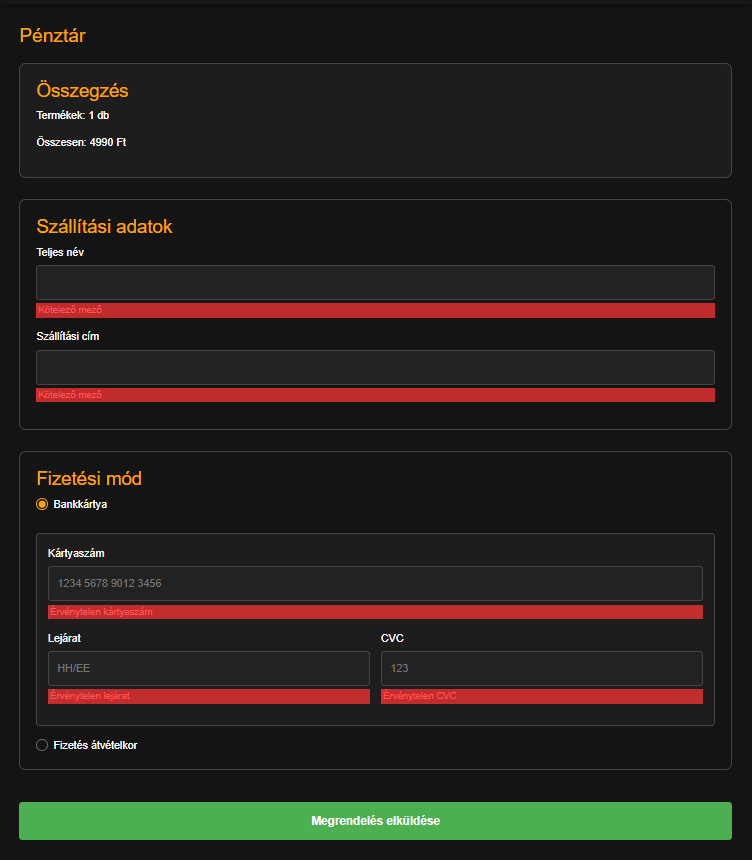 Pénztár
Összegzés
Termékek: 1 db
Összesen: 4990 Ft
Szállítási adatok
Teljes név
Kötelező mező
Szállítási cím
Kötelező mező
Fizetési mód
Bankkártya
Kártyaszám
1234 5678 9012 3456
Érvénytelen kártyaszám
Lejárat CVC
HH/EE 123
Érvénytelen lejárat Érvénytelen CVC
Fizetés átvételkor
Megrendelés elküldése